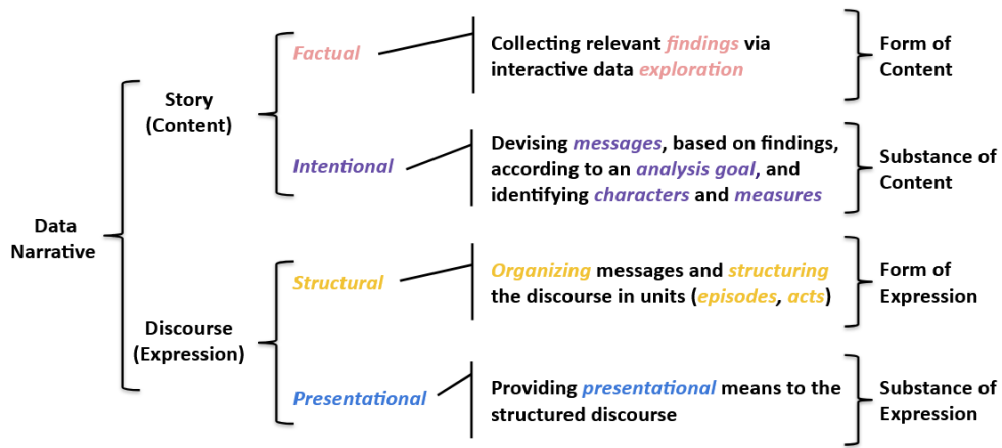 Data
Narrative
Story
(Content)
Factual
Collecting relevant findings via
interactive data exploration
Form of
Content
Intentional
Devising messages, based on findings,
according to an analysis goal, and
identifying characters and measures
Substance of
Content
Discourse
(Expression)
Structural
Organizing messages and structuring
the discourse in units (episodes, acts)
Form of
Expression
Presentational
Providing presentational means to the
structured discourse
Substance of
Expression